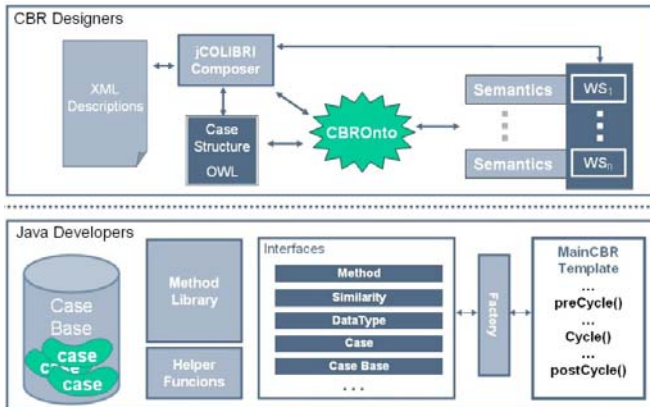 CBR Designers
XML
Descriptions
jCOLIBRI
Composer
Case
Structure
OWL
CBROnto
Semantics
WS1
Semantics
WSn
Java Developers
Case
Base
case
case
case
Method
Library
Helper
Funcions
Interfaces
Method
Similarity
DataType
Case
Case Base
...
Factory
MainCBR
Template
...
preCycle()
...
Cycle()
...
postCycle()